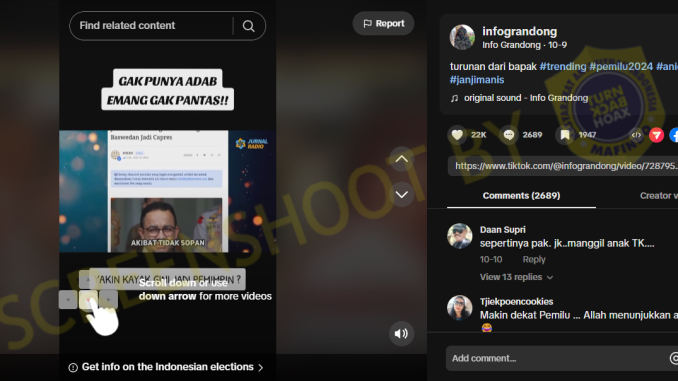 Find related content
Report
GAK PUNYA ADAB
EMANG GAK PANTAS!!
Baswedan Jadi Capres
JURNAL
RADIO
AKIBAT TIDAK SOPAN
YAKIN KAYAK GINI JADI PEMIMPIN ?
Scroll down or use
down arrow for more videos
Get info on the Indonesian elections
infograndong
Info Grandong · 10-9
turunan dari bapak #trending #pemilu2024 #ani
#janjimanis
original sound - Info Grandong
22K
2689
1947
https://www.tiktok.com/@infograndong/video/728795...
Comments (2689)
Creator v
Daan Supri
sepertinya pak. jk..manggil anak TK....
10-10 Reply
View 13 replies
Tjiekpoencookies
Makin dekat Pemilu ... Allah menunjukkan a
Add comment...
SCREENSHOOT BY
TURN
BACK
HOAX